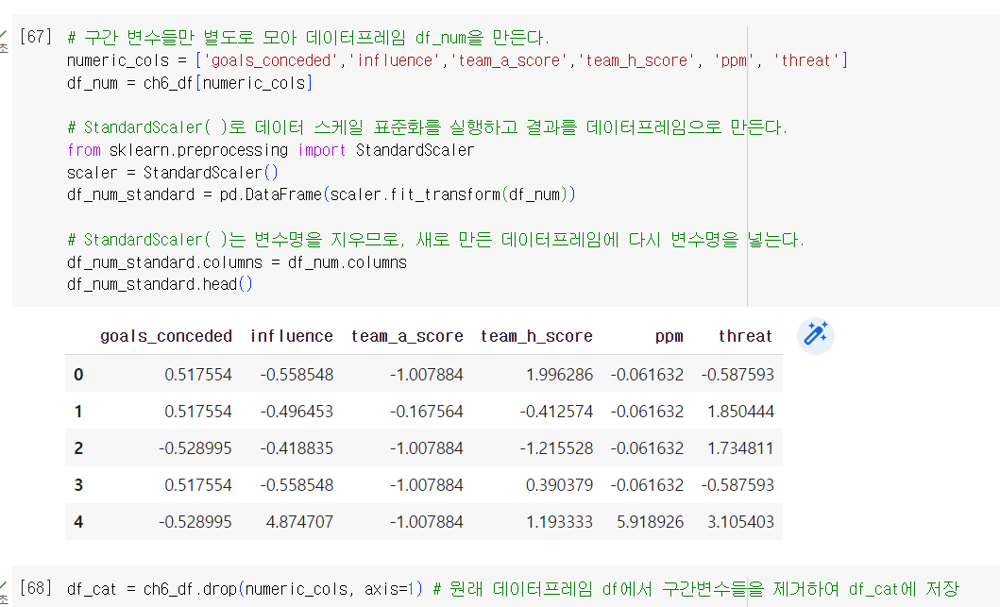 [67] # 구간 변수들만 별도로 모아 데이터프레임 df_num을 만든다.
numeric_cols = ['goals_conceded','influence','team_a_score','team_h_score', 'ppm', 'threat']
df_num = ch6_df[numeric_cols]
# StandardScaler( )로 데이터 스케일 표준화를 실행하고 결과를 데이터프레임으로 만든다.
from sklearn.preprocessing import StandardScaler
scaler = StandardScaler()
df_num_standard = pd.DataFrame(scaler.fit_transform(df_num))
# StandardScaler( )는 변수명을 지우므로, 새로 만든 데이터프레임에 다시 변수명을 넣는다.
df_num_standard.columns = df_num.columns
df_num_standard.head()
goals_conceded influence team_a_score team_h_score ppm threat
0 0.517554 -0.558548 -1.007884 1.996286 -0.061632 -0.587593
1 0.517554 -0.496453 -0.167564 -0.412574 -0.061632 1.850444
2 -0.528995 -0.418835 -1.007884 -1.215528 -0.061632 1.734811
3 0.517554 -0.558548 -1.007884 0.390379 -0.061632 -0.587593
4 -0.528995 4.874707 -1.007884 1.193333 5.918926 3.105403
[68] df_cat = ch6_df.drop(numeric_cols, axis=1) # 원래 데이터프레임 df에서 구간변수들을 제거하여 df_cat에 저장